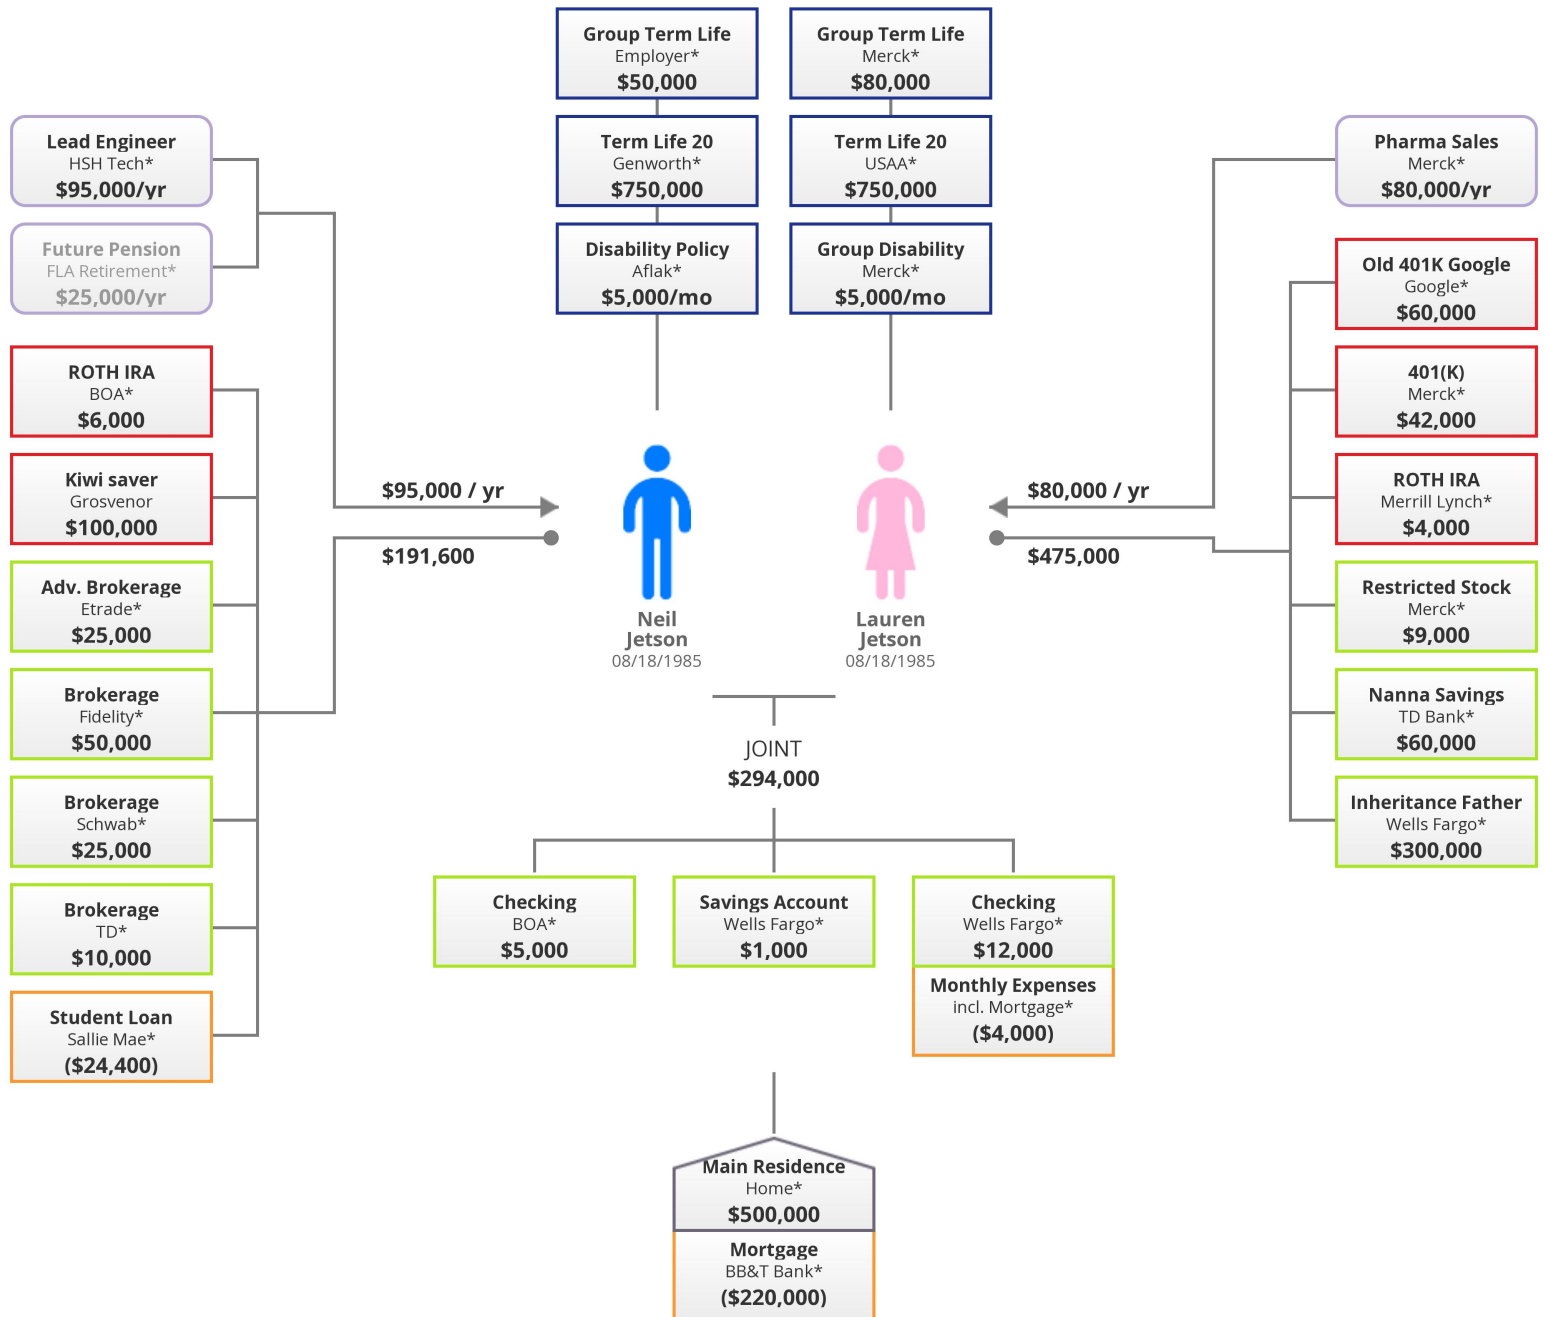 Group Term Life
Employer*
$50,000
Group Term Life
Merck*
$80,000
Lead Engineer
HSH Tech*
$95,000/yr
Term Life 20
Genworth*
$750,000
Term Life 20
USAA*
$750,000
Pharma Sales
Merck*
$80,000/yr
Future Pension
FLA Retirement*
$25,000/yr
Disability Policy
Aflak*
$5,000/mo
Group Disability
Merck*
$5,000/mo
Old 401K Google
Google*
$60,000
ROTH IRA
BOA*
$6,000
401(K)
Merck*
$42,000
Kiwi saver
Grosvenor
$100,000
$95,000 / yr
$191,600
$80,000 / yr
$475,000
ROTH IRA
Merrill Lynch*
$4,000
Adv. Brokerage
Etrade*
$25,000
Neil
Jetson
08/18/1985
Lauren
Jetson
08/18/1985
Restricted Stock
Merck*
$9,000
Brokerage
Fidelity*
$50,000
JOINT
$294,000
Nanna Savings
TD Bank*
$60,000
Brokerage
Schwab*
$25,000
Inheritance Father
Wells Fargo*
$300,000
Brokerage
TD*
$10,000
Checking
BOA*
$5,000
Savings Account
Wells Fargo*
$1,000
Checking
Wells Fargo*
$12,000
Monthly Expenses
incl. Mortgage*
($4,000)
Student Loan
Sallie Mae*
($24,400)
Main Residence
Home*
$500,000
Mortgage
BB&T Bank*
($220,000)